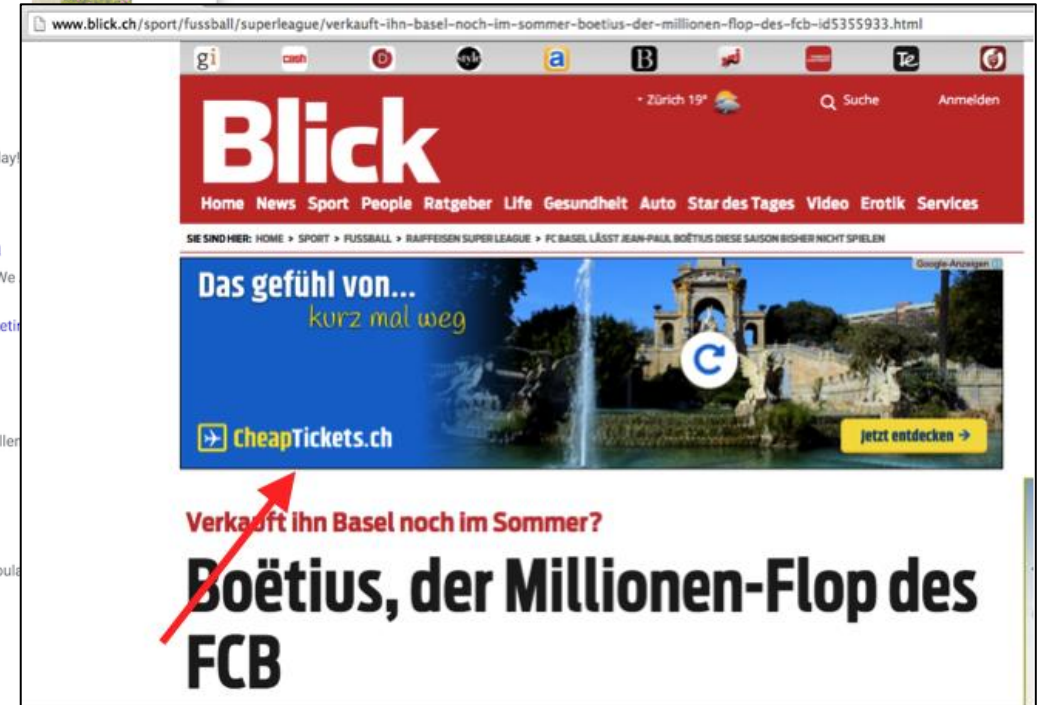 www.blick.ch/sport/fussball/superleague/verkauft-ihn-basel-noch-im-sommer-boetius-der-millionen-flop-des-fcb-id5355933.html
gi cash D style a B Te
Zürich 19° Suche Anmelden
Blick
Home News Sport People Ratgeber Life Gesundheit Auto Star des Tages Video Erotik Services
SIE SIND HIER: HOME > SPORT > FUSSBALL > RAIFFEISEN SUPER LEAGUE > FC BASEL LÄSST JEAN-PAUL BOËTIUS DIESE SAISON BISHER NICHT SPIELEN
Google-Anzeigen
Das gefühl von...
kurz mal weg
CheapTickets.ch
Jetzt entdecken →
Verkauft ihn Basel noch im Sommer?
Boëtius, der Millionen-Flop des
FCB